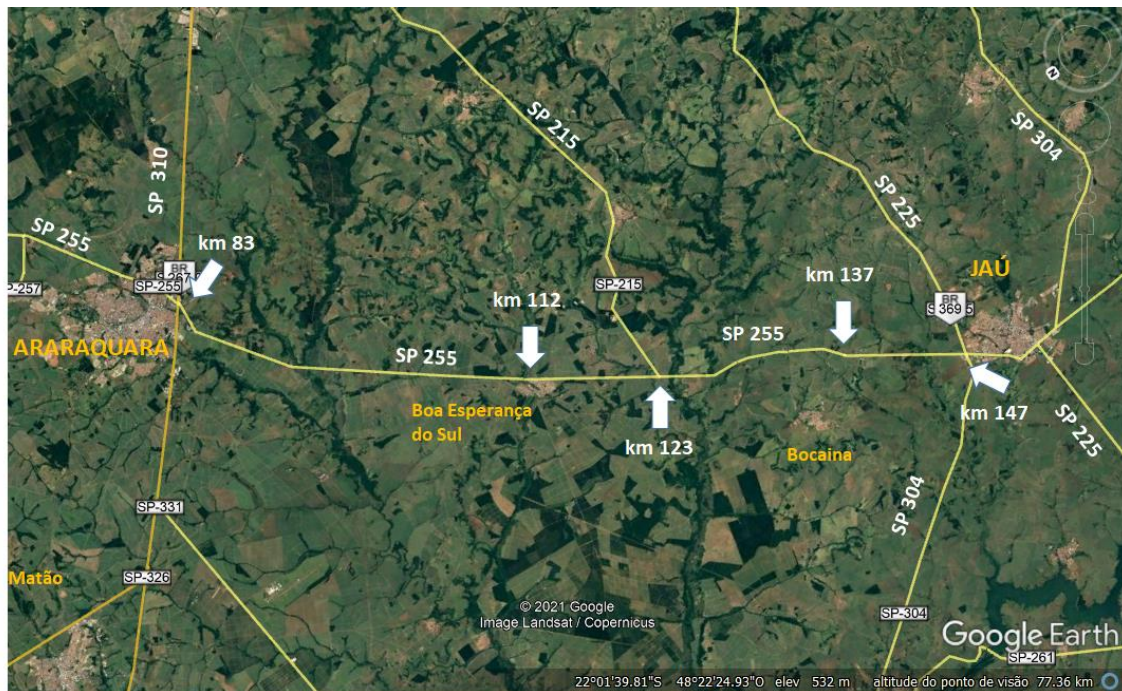 SP 310
SP 255
km 83
BR
SP-255
SP-257
ARARAQUARA
SP 215
SP-215
SP 255
km 112
Boa Esperança
do Sul
km 123
SP 255
km 137
Bocaina
SP 225
SP 304
N
JAÚ
BR
km 147
SP 225
SP 304
SP-304
SP-331
SP-326
Matão
SP-261
© 2021 Google
Image Landsat / Copernicus
Google Earth
22°01'39.81"S 48°22'24.93"O elev 532 m altitude do ponto de visão 77.36 km